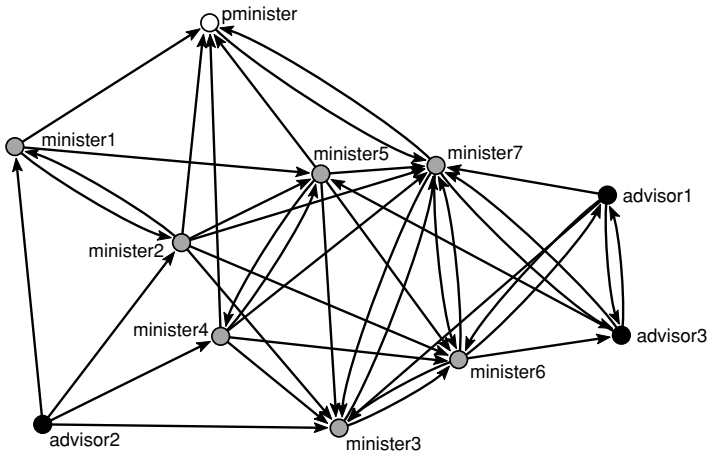 pminister
minister1
minister5
minister7
advisor1
minister2
minister4
advisor3
minister6
advisor2
minister3